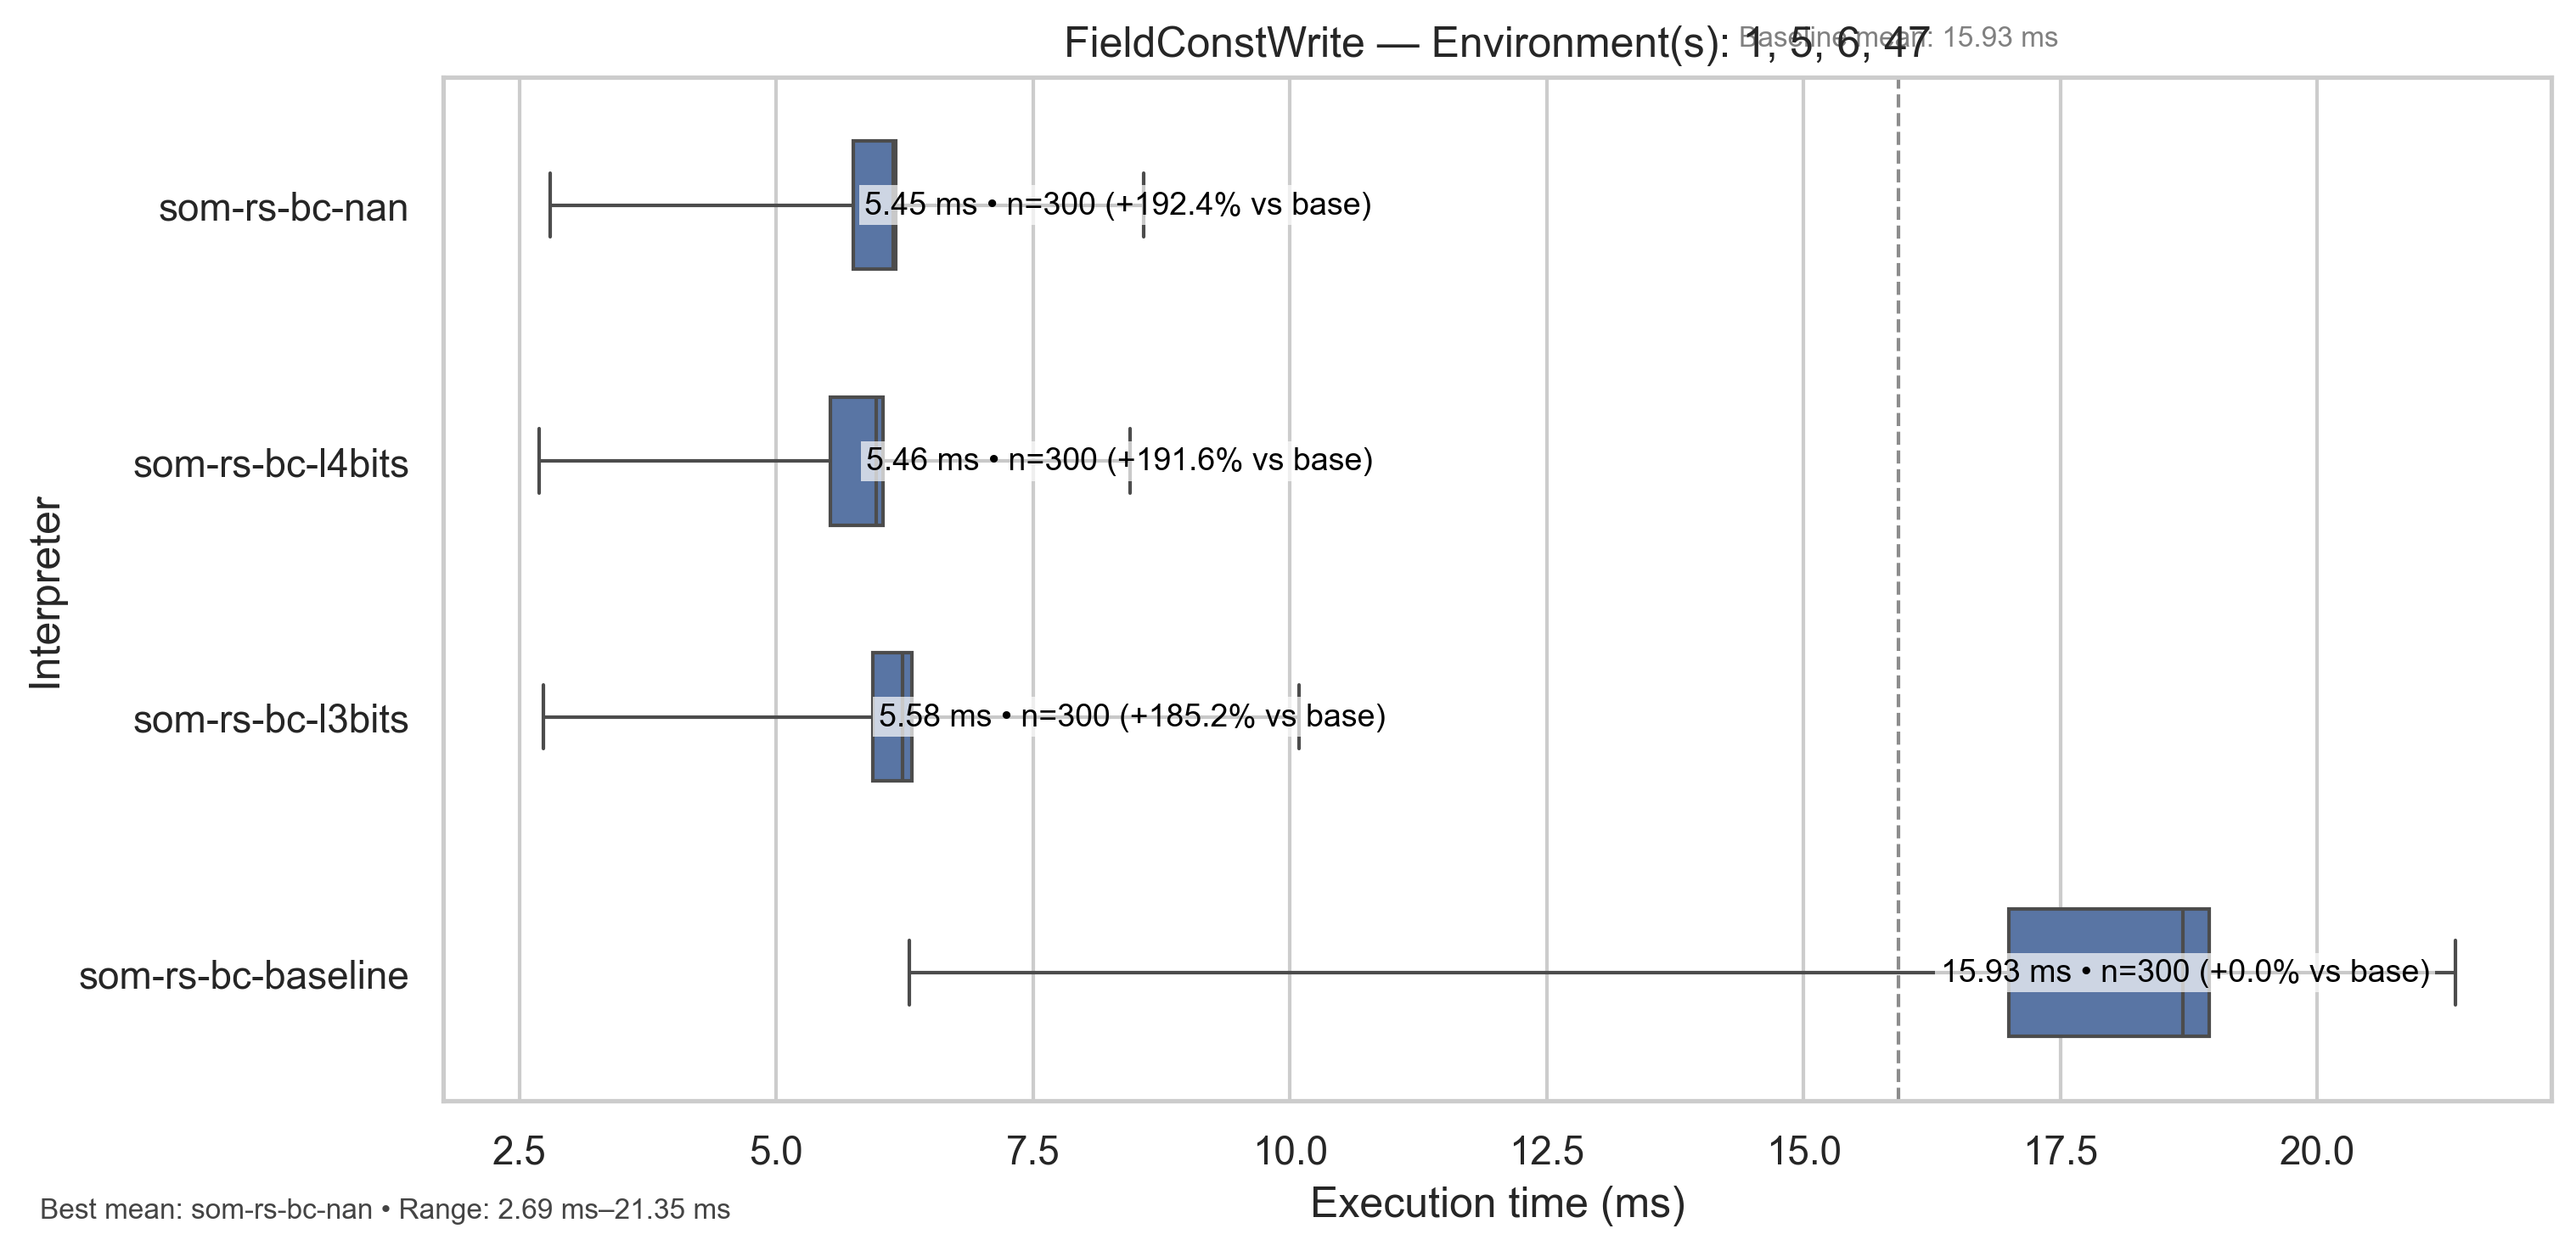 FieldConstWrite — Environment(s): 1, 5, 6, 47
Baseline mean: 15.93 ms
Interpreter
som-rs-bc-nan
5.45 ms • n=300 (+192.4% vs base)
som-rs-bc-l4bits
5.46 ms • n=300 (+191.6% vs base)
som-rs-bc-l3bits
5.58 ms • n=300 (+185.2% vs base)
som-rs-bc-baseline
15.93 ms • n=300 (+0.0% vs base)
2.5 5.0 7.5 10.0 12.5 15.0 17.5 20.0
Execution time (ms)
Best mean: som-rs-bc-nan • Range: 2.69 ms–21.35 ms